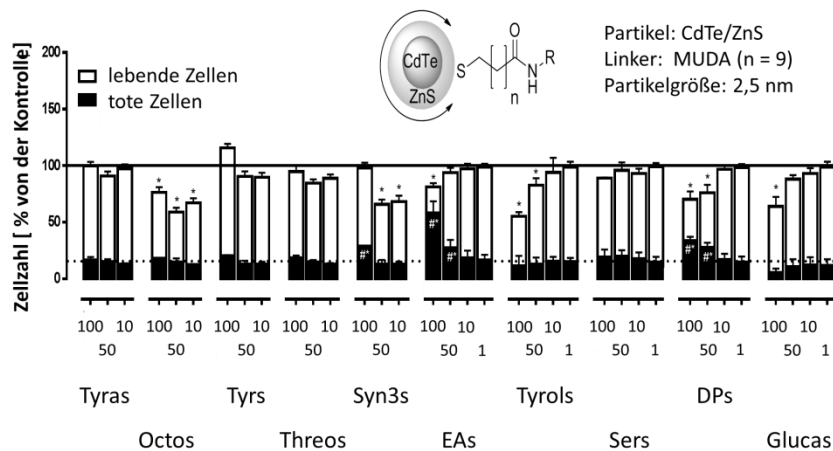 200
150
100
50
0
Zellzahl [ % von der Kontrolle]
lebende Zellen
tote Zellen
CdTe
ZnS
S
O
N
H
R
n
Partikel: CdTe/ZnS
Linker: MUDA (n = 9)
Partikelgröße: 2,5 nm
* * * * * * * * * * * *
#* #* #* #* #*
100 10 100 10 100 10 100 10 100 10 100 10 100 10 100 10 100 10 100 10
50 50 50 50 50 50 1 50 1 50 1 50 1 50 1
Tyras Tyrs Syn3s Tyrols DPs
Octos Threos EAs Sers Glucas